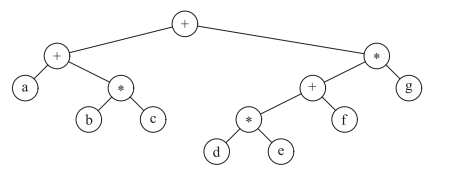 +
+ *
a * + g
b c * f
d e